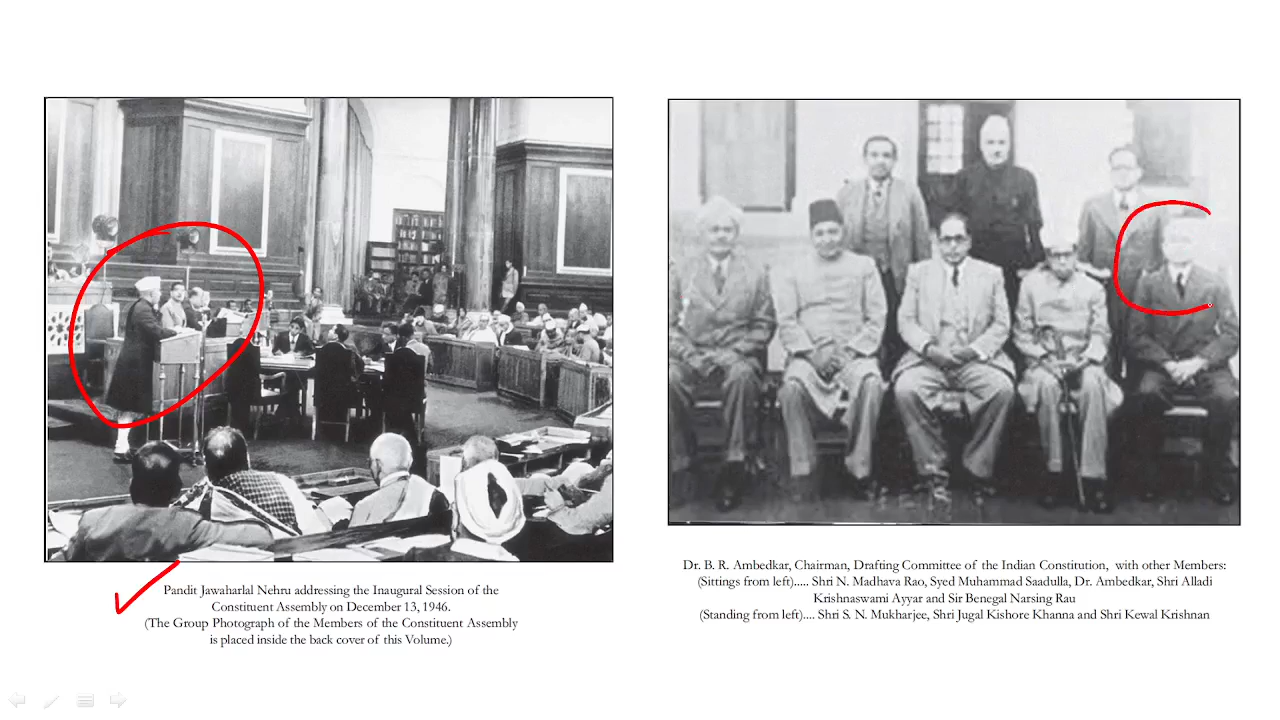 Pandit Jawaharlal Nehru addressing the Inaugural Session of the
Constituent Assembly on December 13, 1946.
(The Group Photograph of the Members of the Constituent Assembly
is placed inside the back cover of this Volume.)
Dr. B. R. Ambedkar, Chairman, Drafting Committee of the Indian Constitution, with other Members:
(Sittings from left)..... Shri N. Madhava Rao, Syed Muhammad Saadulla, Dr. Ambedkar, Shri Alladi
Krishnaswami Ayyar and Sir Benegal Narsing Rau
(Standing from left).... Shri S. N. Mukharjee, Shri Jugal Kishore Khanna and Shri Kewal Krishnan